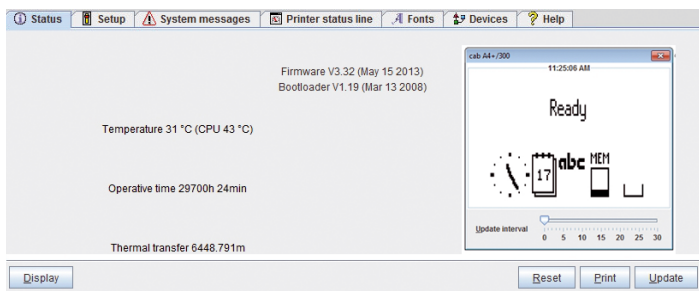 Status Setup System messages Printer status line Fonts Devices Help
cab A4+/300
11:25:06 AM
Firmware V3.32 (May 15 2013)
Bootloader V1.19 (Mar 13 2008)
Ready
Temperature 31 °C (CPU 43 °C)
17 abc MEM
Operative time 29700h 24min
Update interval
0 5 10 15 20 25 30
Thermal transfer 6448.791m
Display Reset Print Update